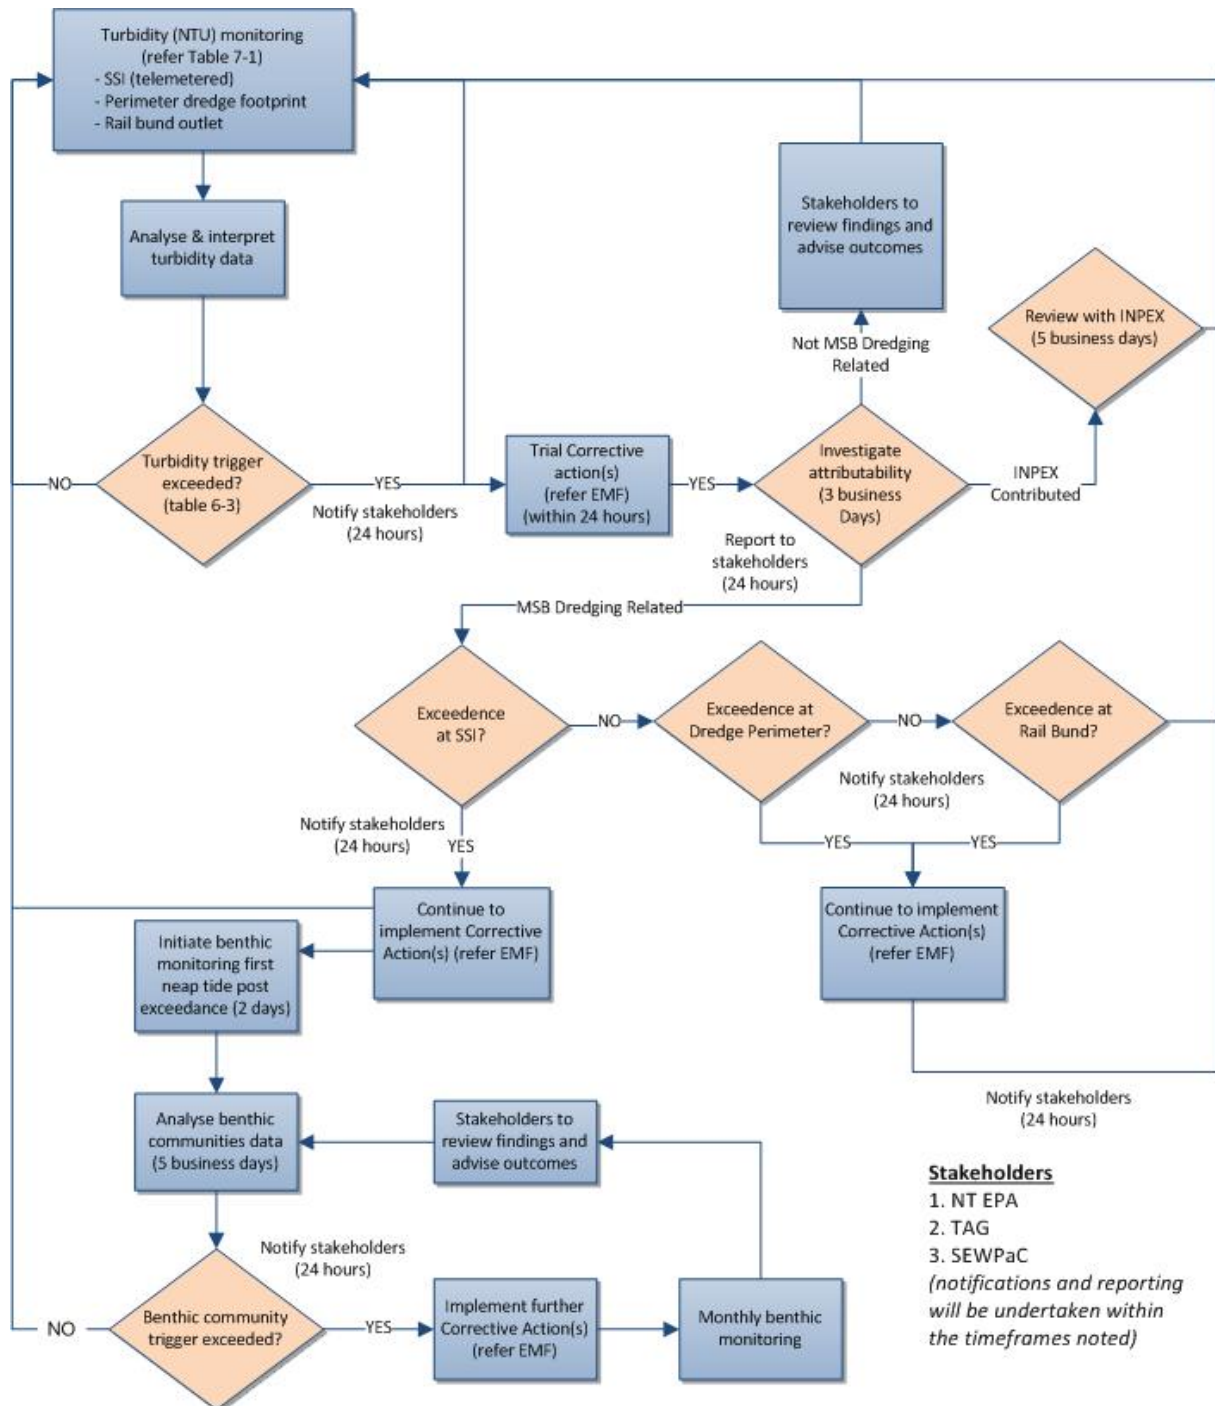 Turbidity (NTU) monitoring
(refer Table 7-1)
- SSI (telemetered)
- Perimeter dredge footprint
- Rail bund outlet
Analyse & interpret
turbidity data
Stakeholders to
review findings and
advise outcomes
Review with INPEX
(5 business days)
Not MSB Dredging
Related
Turbidity trigger
exceeded?
(table 6-3)
NO
YES
Notify stakeholders
(24 hours)
Trial Corrective
action(s)
(refer EMF)
(within 24 hours)
YES
Investigate
attributability
(3 business
Days)
INPEX
Contributed
Report to
stakeholders
(24 hours)
MSB Dredging Related
Exceedence
at SSI?
NO
Exceedence at
Dredge Perimeter?
NO
Exceedence at
Rail Bund?
Notify stakeholders
(24 hours)
Notify stakeholders
(24 hours)
YES
YES
YES
Continue to
implement Corrective
Action(s) (refer EMF)
Continue to implement
Corrective Action(s)
(refer EMF)
Initiate benthic
monitoring first
neap tide post
exceedance (2 days)
Notify stakeholders
(24 hours)
Analyse benthic
communities data
(5 business days)
Stakeholders to
review findings and
advise outcomes
Notify stakeholders
(24 hours)
Benthic community
trigger exceeded?
NO
YES
Implement further
Corrective Action(s)
(refer EMF)
Monthly benthic
monitoring
Stakeholders
1. NT EPA
2. TAG
3. SEWPaC
(notifications and reporting
will be undertaken within
the timeframes noted)